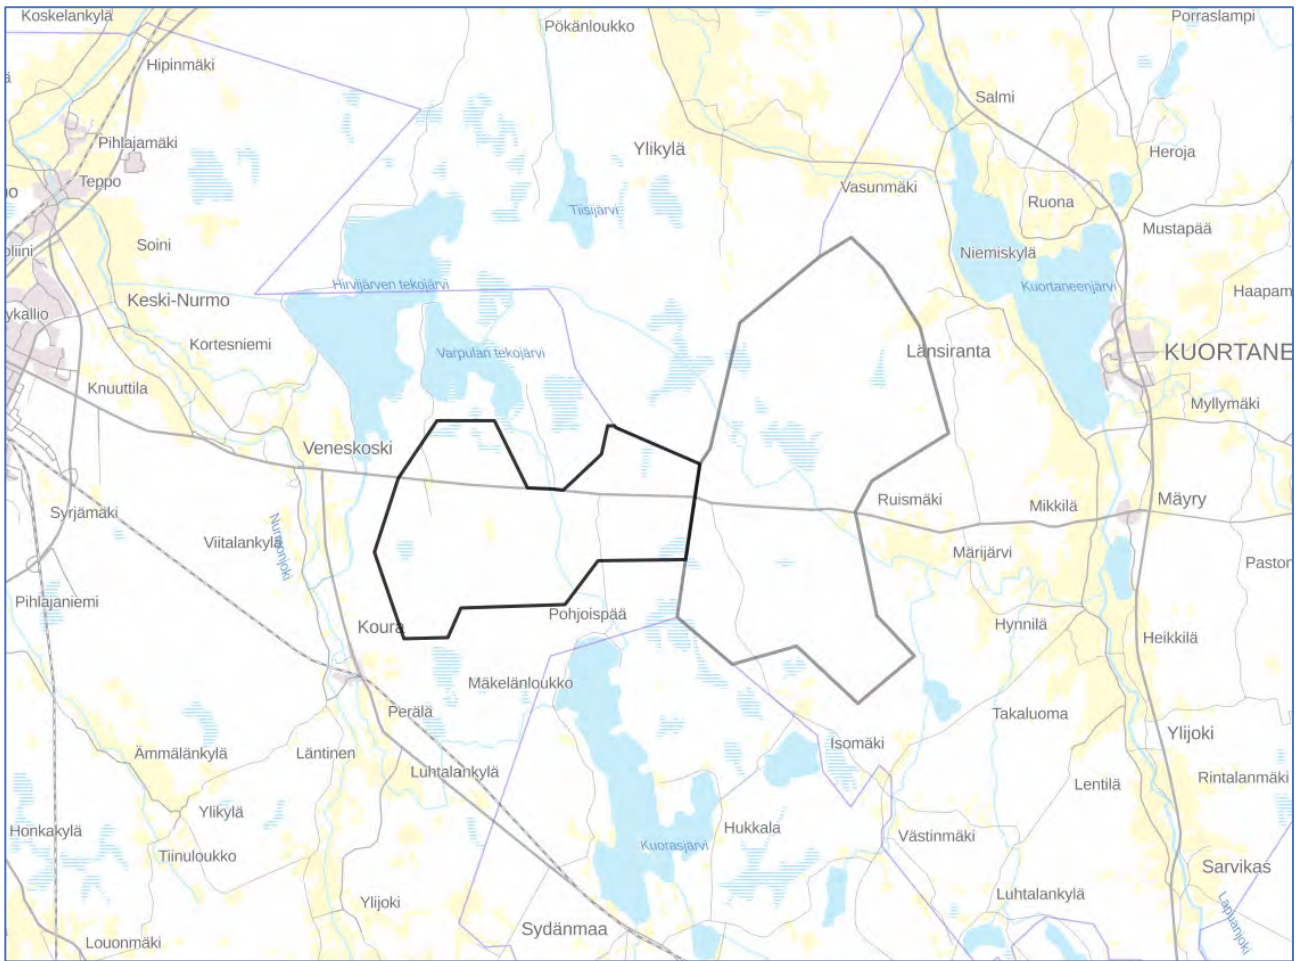 Koskelankylä
Pökänloukko
Porraslampi
Hipinmäki
Salmi
Pihlajamäki
Ylikylä
Heroja
Teppo
Vasunmäki
Ruona
Tiisijärvi
Mustapää
Soini
Niemiskylä
Hirvijärven tekojärvi
Kuortaneenjärvi
Haapam
Keski-Nurmo
ykallio
Kortesniemi
Varpulan tekojärvi
Länsiranta
KUORTANE
Knuuttila
Myllymäki
Veneskoski
Ruismäki
Mikkilä
Mäyry
Syrjämäki
Viitalankylä
Nurmonjoki
Märijärvi
Paston
Pihlajaniemi
Pohjoispää
Koura
Hynnilä
Heikkilä
Mäkelänloukko
Perälä
Takaluoma
Ylijoki
Ämmälänkylä
Läntinen
Isomäki
Luhtalankylä
Lentilä
Rintalanmäki
Ylikylä
Honkakylä
Hukkala
Västinmäki
Kuorasjärvi
Tiinuloukko
Sarvikas
Luhtalankylä
Ylijoki
Lapuanjoki
Sydänmaa
Louonmäki